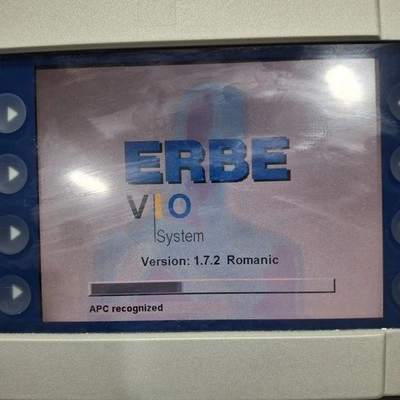 ERBE
VIO
System
Version: 1.7.2 Romanic
APC recognized